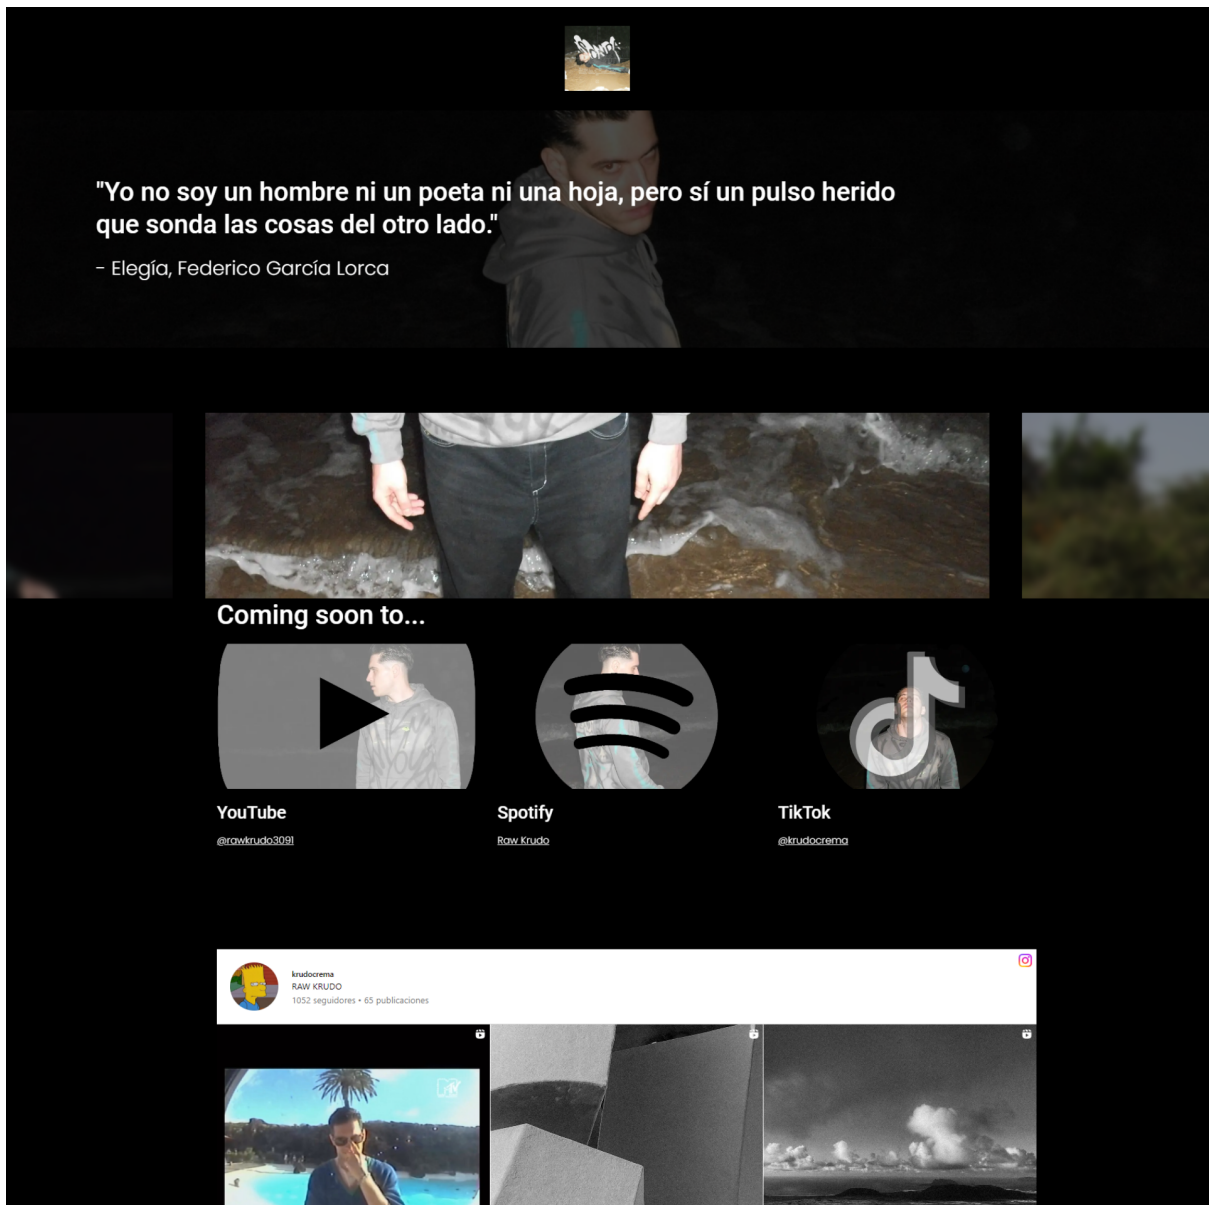 "Yo no soy un hombre ni un poeta ni una hoja, pero sí un pulso herido
que sonda las cosas del otro lado."
- Elegía, Federico García Lorca
Coming soon to...
YouTube
@rawkrudo3091
Spotify
Raw Krudo
TikTok
@krudocrema
krudocrema
RAW KRUDO
1052 seguidores • 65 publicaciones